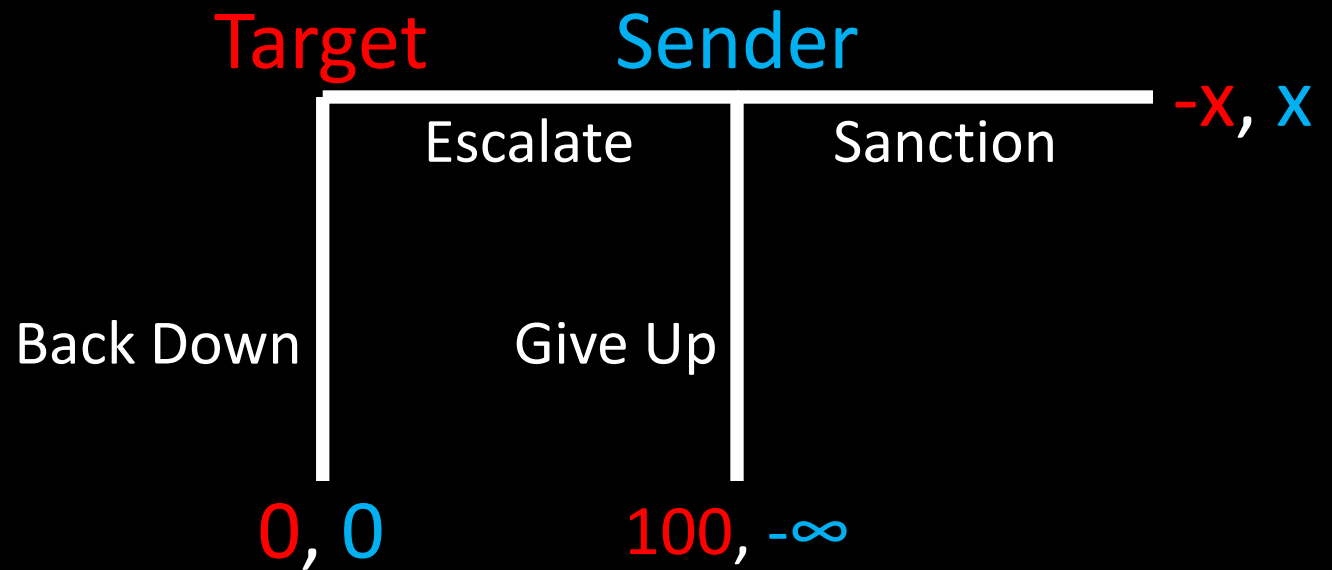 Target Sender
-x, x
Escalate Sanction
Back Down Give Up
0, 0 100, -∞